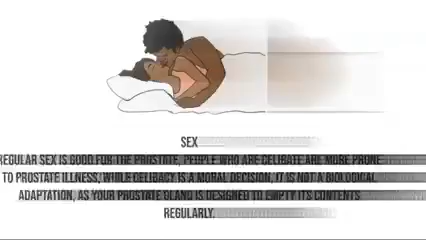 SEX
REGULAR SEX IS GOOD FOR THE PROSTATE, PEOPLE WHO ARE CELIBATE ARE MORE PRONE
TO PROSTATE ILLNESS, WHILE CELIBACY IS A MORAL DECISION, IT IS NOT A BIOLOGICAL
ADAPTATION, AS YOUR PROSTATE GLAND IS DESIGNED TO EMPTY ITS CONTENTS
REGULARLY.